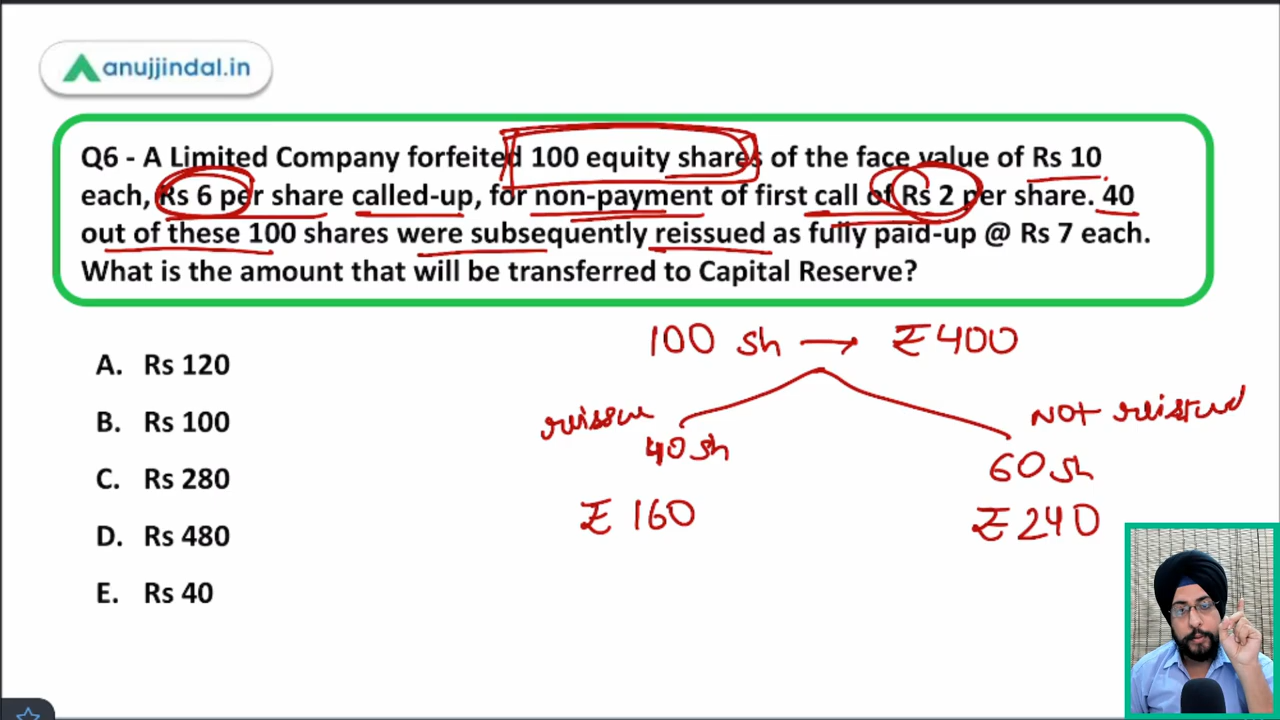 anujjindal.in
Q6 - A Limited Company forfeited 100 equity shares of the face value of Rs 10
each, Rs 6 per share called-up, for non-payment of first call of Rs 2 per share. 40
out of these 100 shares were subsequently reissued as fully paid-up @ Rs 7 each.
What is the amount that will be transferred to Capital Reserve?
100 sh → ₹400
A. Rs 120
reissue
NOT reissued
B. Rs 100
40 sh
60 sh
C. Rs 280
₹ 160
₹ 240
D. Rs 480
E. Rs 40